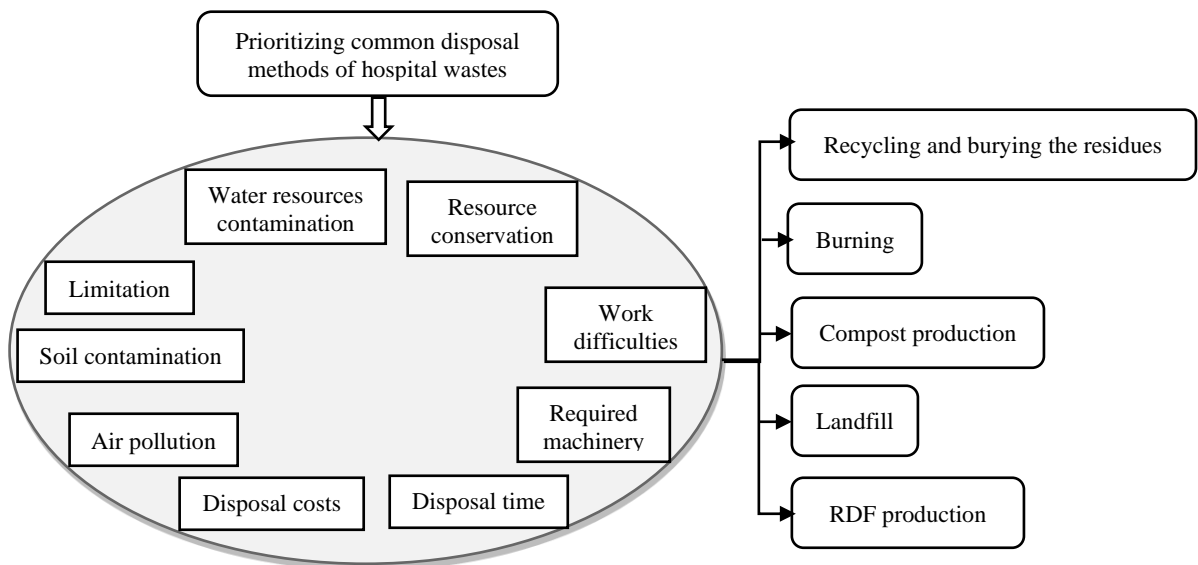 Prioritizing common disposal
methods of hospital wastes
Water resources
contamination
Resource
conservation
Limitation
Work
difficulties
Soil contamination
Required
machinery
Air pollution
Disposal costs
Disposal time
Recycling and burying the residues
Burning
Compost production
Landfill
RDF production